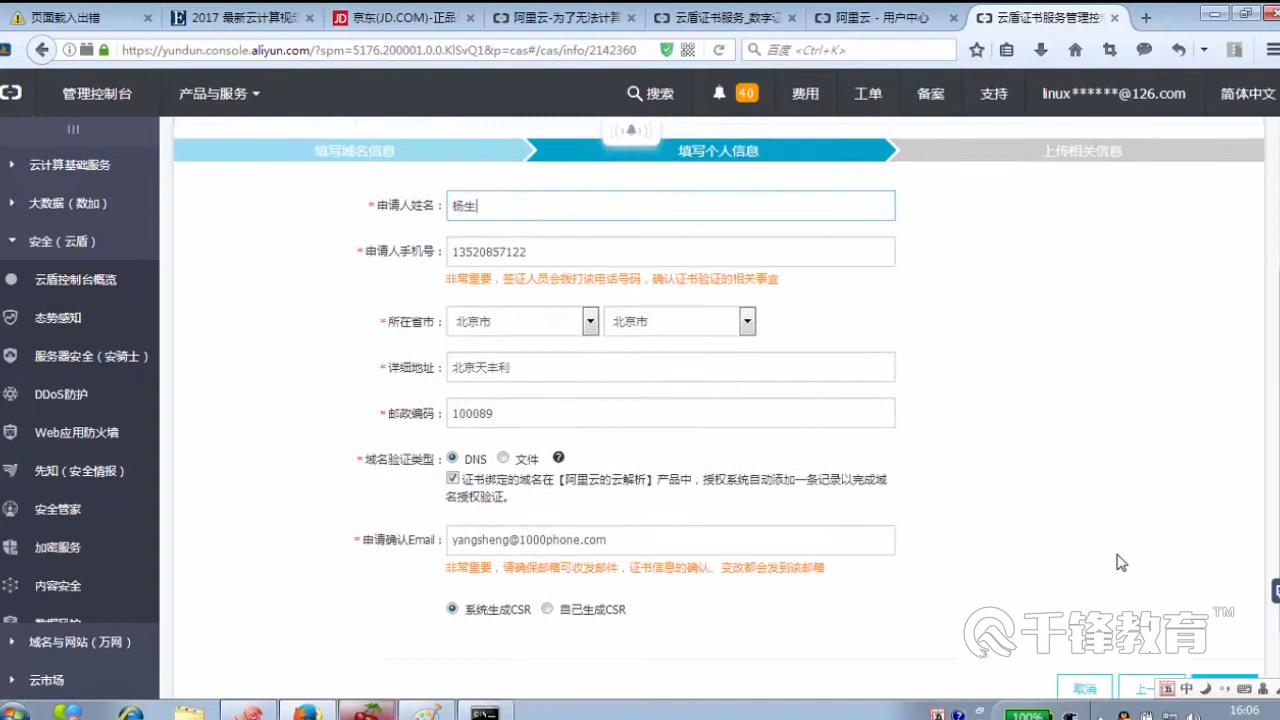 页面载入出错
2017 最新云计算视
京东(JD.COM)-正品
阿里云-为了无法计算
云盾证书服务_数字证
阿里云 - 用户中心
云盾证书服务管理控
https://yundun.console.aliyun.com/?spm=5176.200001.0.0.KlSvQ1&p=cas#/cas/info/2142360
百度 <Ctrl+K>
管理控制台
产品与服务
搜索
40
费用
工单
备案
支持
linux******@126.com
简体中文
云计算基础服务
大数据（数加）
安全（云盾）
云盾控制台概览
态势感知
服务器安全（安骑士）
DDoS防护
Web应用防火墙
先知（安全情报）
安全管家
加密服务
内容安全
域名与网站（万网）
云市场
填写域名信息
填写个人信息
上传相关信息
*申请人姓名：
杨生
*申请人手机号：
13520857122
非常重要，签证人员会拨打该电话号码，确认证书验证的相关事宜
*所在省市：
北京市
北京市
*详细地址：
北京天丰利
*邮政编码：
100089
*域名验证类型：
DNS
文件
证书绑定的域名在【阿里云的云解析】产品中，授权系统自动添加一条记录以完成域
名授权验证。
*申请确认Email：
yangsheng@1000phone.com
非常重要，请确保邮箱可收发邮件，证书信息的确认、变改都会发到该邮箱
系统生成CSR
自己生成CSR
千锋教育™
取消
上一
中
100%
16:06